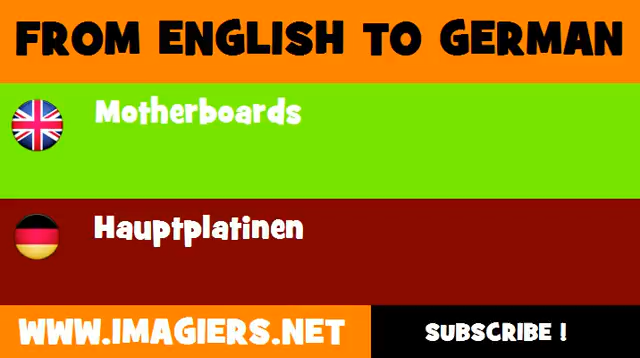 FROM ENGLISH TO GERMAN
Motherboards
Hauptplatinen
WWW.IMAGIERS.NET
SUBSCRIBE !